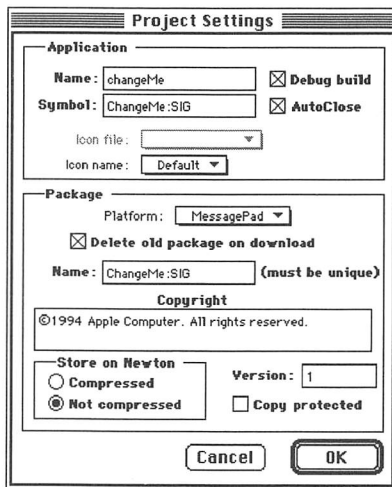 Project Settings
Application
Name: changeMe
Debug build
Symbol: ChangeMe:SIG
AutoClose
Icon file:
Icon name: Default
Package
Platform: MessagePad
Delete old package on download
Name: ChangeMe:SIG (must be unique)
Copyright
©1994 Apple Computer. All rights reserved.
Store on Newton
Compressed
Not compressed
Version: 1
Copy protected
Cancel
OK